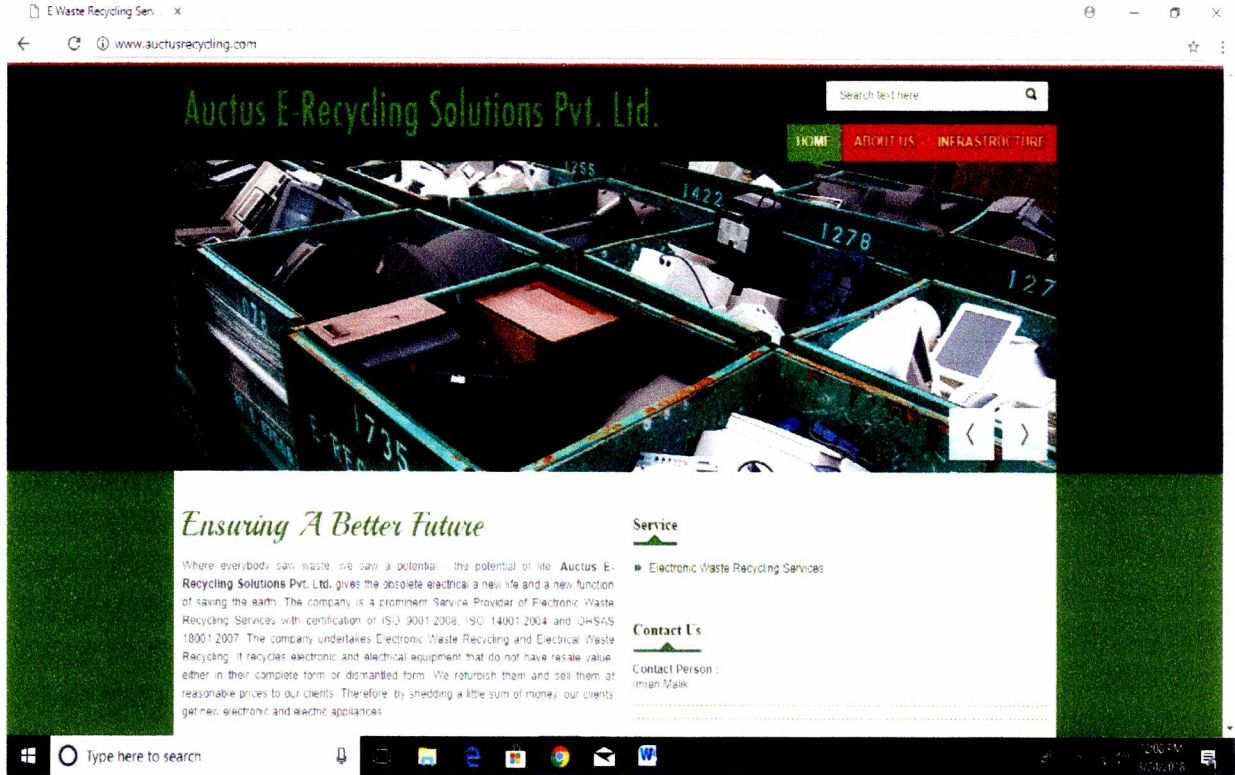 E Waste Recycling Ser
www.auctusrecycling.com
Auctus E-Recycling Solutions Pvt. Ltd.
Search text here
HOME ABOUT US INFRASTRUCTURE
1255
1422
1278
127
1735
Ensuring A Better Future
Where everybody saw waste, we saw a potential - the potential of life. Auctus E-
Recycling Solutions Pvt. Ltd. gives the obsolete electrical a new life and a new function
of saving the earth. The company is a prominent Service Provider of Electronic Waste
Recycling Services with certification of ISO 9001:2008, ISO 14001:2004 and OHSAS
18001:2007. The company undertakes Electronic Waste Recycling and Electrical Waste
Recycling. It recycles electronic and electrical equipment that do not have resale value
either in their complete form or dismantled form. We refurbish them and sell them at
reasonable prices to our clients. Therefore, by shedding a little sum of money, our clients
get new electronic and electric appliances
Service
Electronic Waste Recycling Services
Contact Us
Contact Person :
Imran Malik
Type here to search
12:00 PM
3/24/2018